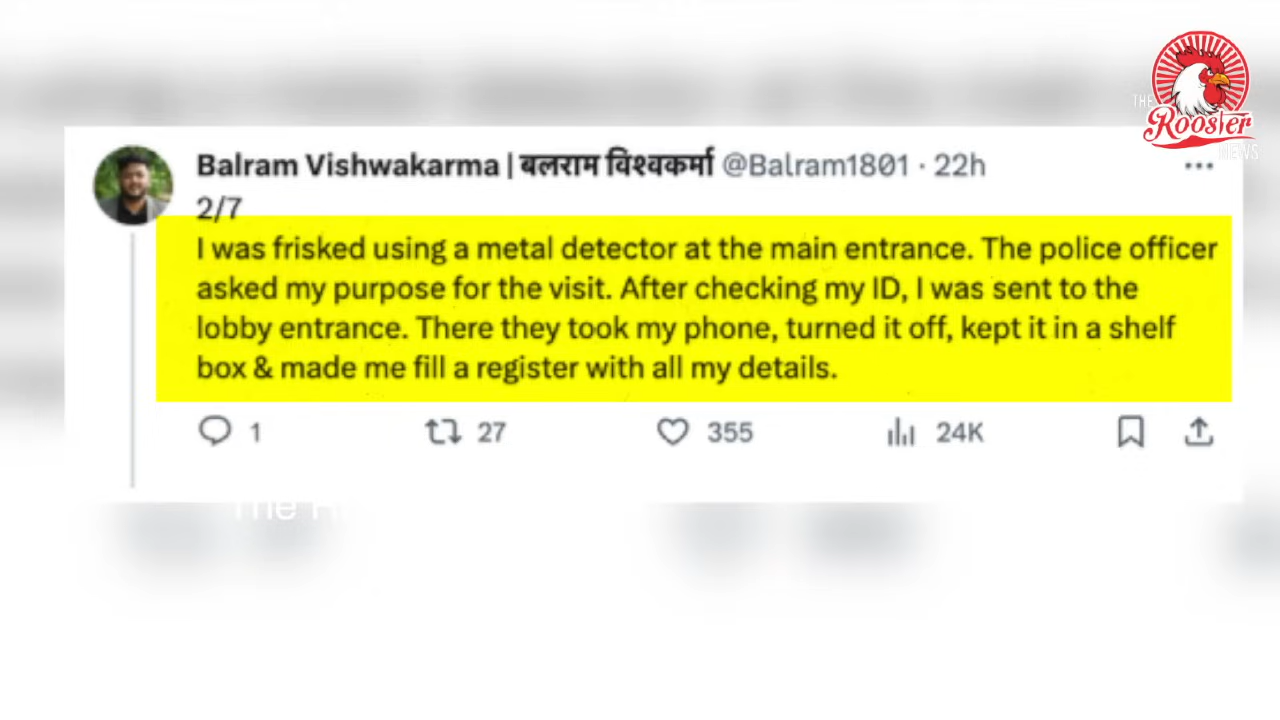 THE
Rooster
NEWS
Balram Vishwakarma | बलराम विश्वकर्मा @Balram1801 · 22h
2/7
I was frisked using a metal detector at the main entrance. The police officer
asked my purpose for the visit. After checking my ID, I was sent to the
lobby entrance. There they took my phone, turned it off, kept it in a shelf
box & made me fill a register with all my details.
1 27 355 24K
The